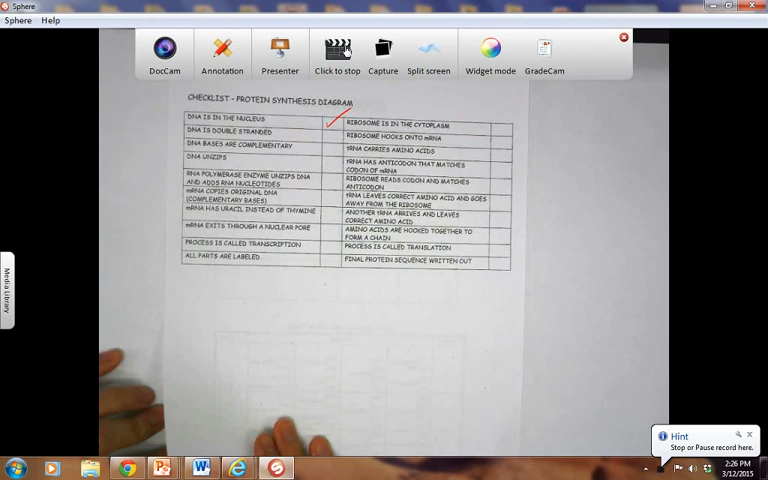 Sphere
Sphere Help
DocCam
Annotation
Presenter
Click to stop
Capture
Split screen
Widget mode
GradeCam
CHECKLIST - PROTEIN SYNTHESIS DIAGRAM
DNA IS IN THE NUCLEUS
DNA IS DOUBLE STRANDED
DNA BASES ARE COMPLEMENTARY
DNA UNZIPS
RNA POLYMERASE ENZYME UNZIPS DNA
AND ADDS RNA NUCLEOTIDES
mRNA COPIES ORIGINAL DNA
(COMPLEMENTARY BASES)
mRNA HAS URACIL INSTEAD OF THYMINE
mRNA EXITS THROUGH A NUCLEAR PORE
PROCESS IS CALLED TRANSCRIPTION
ALL PARTS ARE LABELED
RIBOSOME IS IN THE CYTOPLASM
RIBOSOME HOOKS ONTO mRNA
tRNA CARRIES AMINO ACIDS
tRNA HAS ANTICODON THAT MATCHES
CODON OF mRNA
RIBOSOME READS CODON AND MATCHES
ANTICODON
tRNA LEAVES CORRECT AMINO ACID AND GOES
AWAY FROM THE RIBOSOME
ANOTHER tRNA ARRIVES AND LEAVES
CORRECT AMINO ACID
AMINO ACIDS ARE HOOKED TOGETHER TO
FORM A CHAIN
PROCESS IS CALLED TRANSLATION
FINAL PROTEIN SEQUENCE WRITTEN OUT
Media Library
Hint
Stop or Pause record here.
2:26 PM
3/12/2015